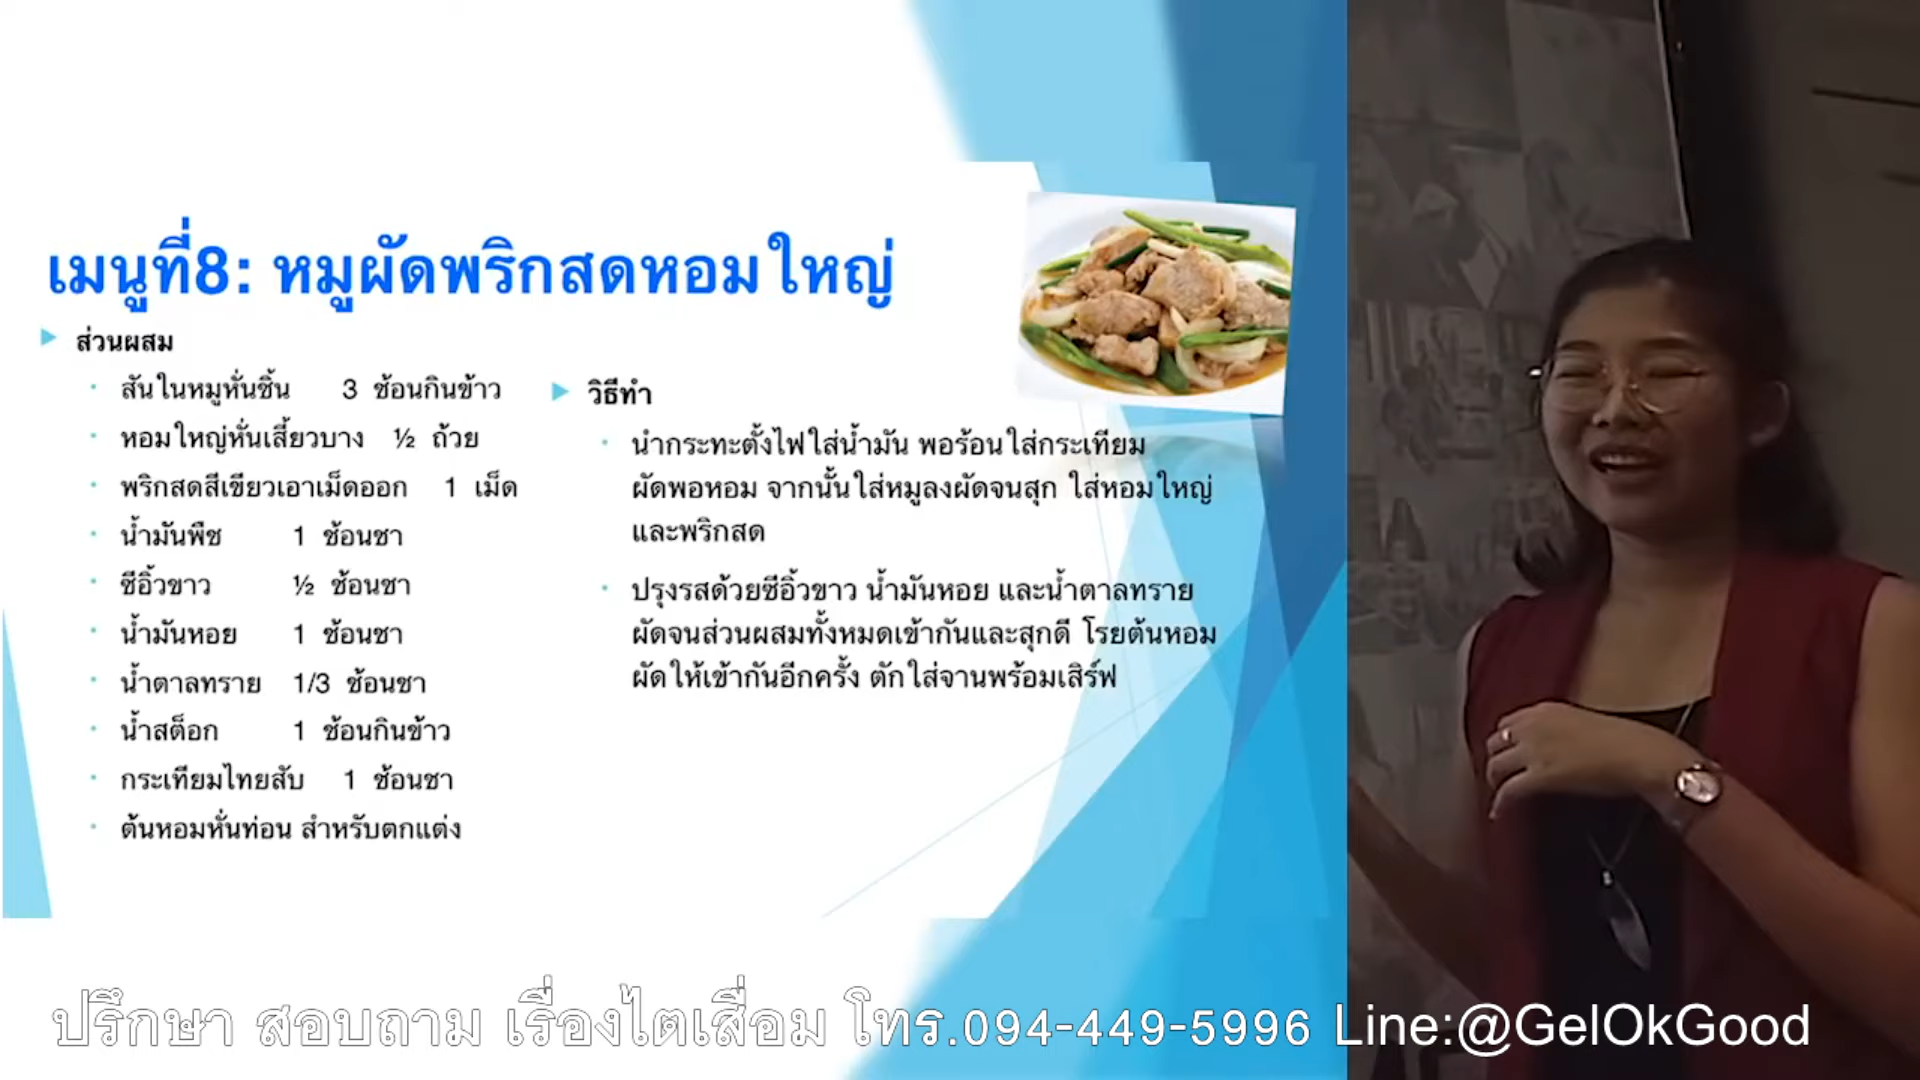 เมนูที่8: หมูผัดพริกสดหอมใหญ่
ส่วนผสม
สันในหมูหั่นชิ้น 3 ช้อนกินข้าว
หอมใหญ่หั่นเสี้ยวบาง ½ ถ้วย
พริกสดสีเขียวเอาเม็ดออก 1 เม็ด
น้ำมันพืช 1 ช้อนชา
ซีอิ้วขาว ½ ช้อนชา
น้ำมันหอย 1 ช้อนชา
น้ำตาลทราย 1/3 ช้อนชา
น้ำสต็อก 1 ช้อนกินข้าว
กระเทียมไทยสับ 1 ช้อนชา
ต้นหอมหั่นท่อน สำหรับตกแต่ง
วิธีทำ
นำกระทะตั้งไฟใส่น้ำมัน พอร้อนใส่กระเทียม
ผัดพอหอม จากนั้นใส่หมูลงผัดจนสุก ใส่หอมใหญ่
และพริกสด
ปรุงรสด้วยซีอิ้วขาว น้ำมันหอย และน้ำตาลทราย
ผัดจนส่วนผสมทั้งหมดเข้ากันและสุกดี โรยต้นหอม
ผัดให้เข้ากันอีกครั้ง ตักใส่จานพร้อมเสิร์ฟ
ปรึกษา สอบถาม เรื่องไตเสื่อม โทร.094-449-5996 Line:@GelOkGood